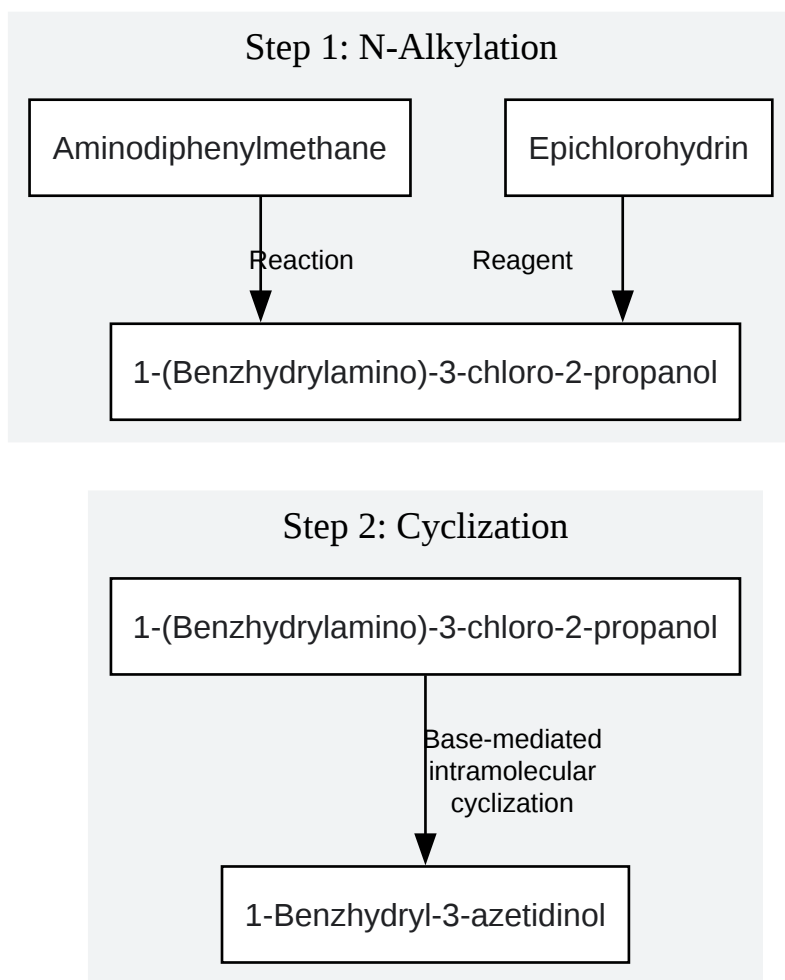 Step 1: N-Alkylation
Aminodiphenylmethane
Epichlorohydrin
Reaction
Reagent
1-(Benzhydrylamino)-3-chloro-2-propanol
Step 2: Cyclization
1-(Benzhydrylamino)-3-chloro-2-propanol
Base-mediated
intramolecular
cyclization
1-Benzhydryl-3-azetidinol